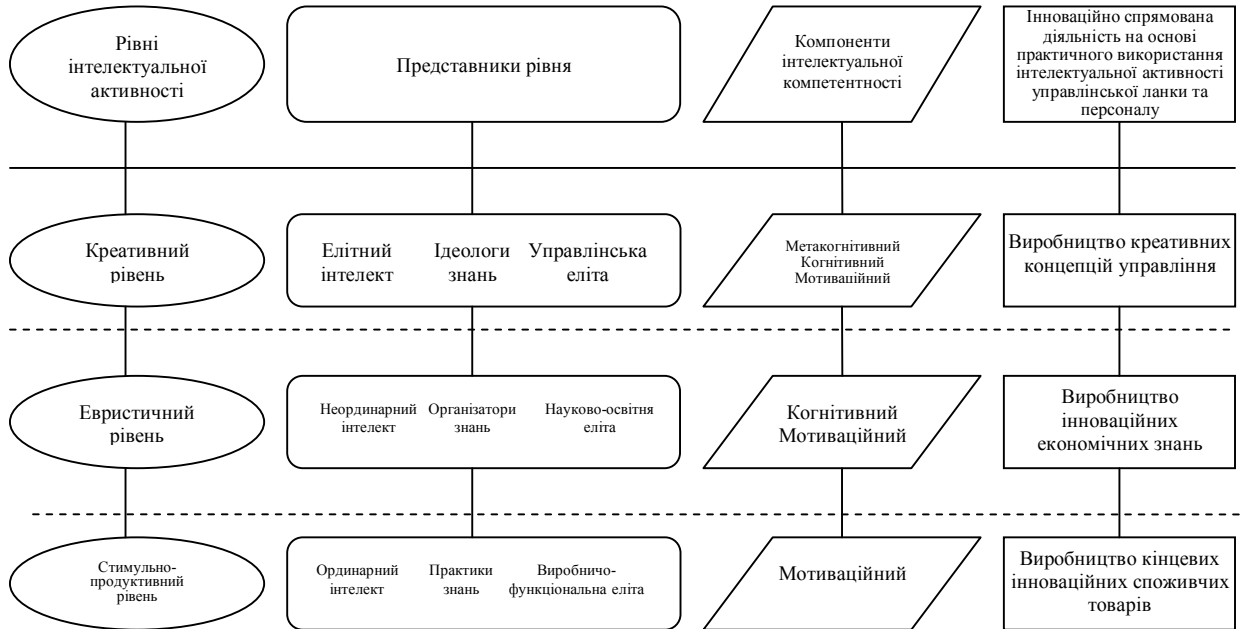 Рівні
інтелектуальної
активності
Представники рівня
Компоненти
інтелектуальної
компетентності
Інноваційно спрямована
діяльність на основі
практичного використання
інтелектуальної активності
управлінської ланки та
персоналу
Креативний
рівень
Елітний
інтелект
Ідеологи
знань
Управлінська
еліта
Метакогнітивний
Когнітивний
Мотиваційний
Виробництво креативних
концепцій управління
Евристичний
рівень
Неординарний
інтелект
Організатори
знань
Науково-освітня
еліта
Когнітивний
Мотиваційний
Виробництво
інноваційних
економічних знань
Стимульно-
продуктивний
рівень
Ординарний
інтелект
Практики
знань
Виробничо-
функціональна еліта
Мотиваційний
Виробництво кінцевих
інноваційних споживчих
товарів